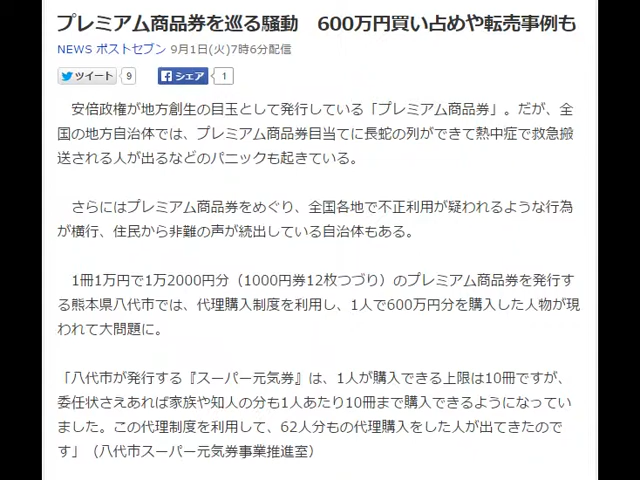 プレミアム商品券を巡る騒動　600万円買い占めや転売事例も
NEWS ポストセブン 9月1日(火)7時6分配信
ツイート 9 シェア 1
安倍政権が地方創生の目玉として発行している「プレミアム商品券」。だが、全
国の地方自治体では、プレミアム商品券目当てに長蛇の列ができて熱中症で救急搬
送される人が出るなどのパニックも起きている。
さらにはプレミアム商品券をめぐり、全国各地で不正利用が疑われるような行為
が横行、住民から非難の声が続出している自治体もある。
1冊1万円で1万2000円分（1000円券12枚つづり）のプレミアム商品券を発行す
る熊本県八代市では、代理購入制度を利用し、1人で600万円分を購入した人物が現
われて大問題に。
「八代市が発行する『スーパー元気券』は、1人が購入できる上限は10冊ですが、
委任状さえあれば家族や知人の分も1人あたり10冊まで購入できるようになってい
ました。この代理制度を利用して、62人分もの代理購入をした人が出てきたので
す」（八代市スーパー元気券事業推進室）